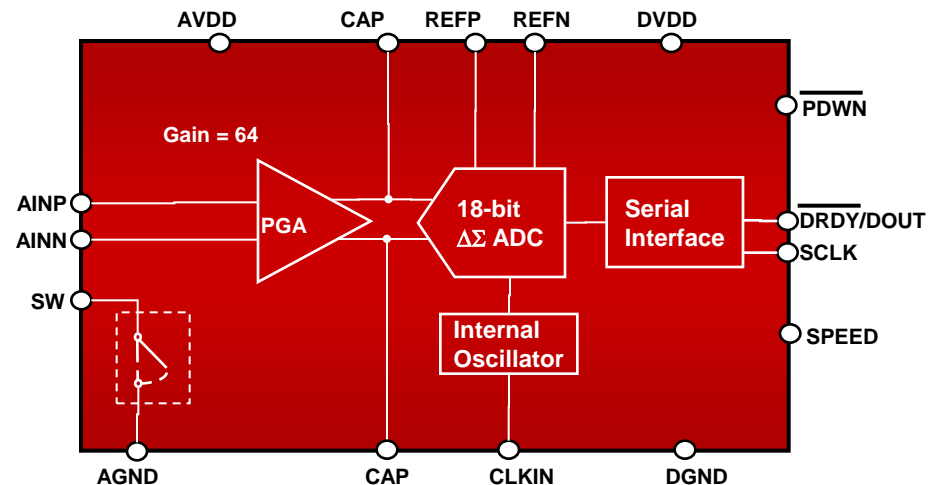 AVDD
CAP
REFP
REFN
DVDD
PDWN
Gain = 64
AINP
AINN
PGA
18-bit
ΔΣ ADC
Serial
Interface
DRDY/DOUT
SCLK
SW
Internal
Oscillator
SPEED
AGND
CAP
CLKIN
DGND